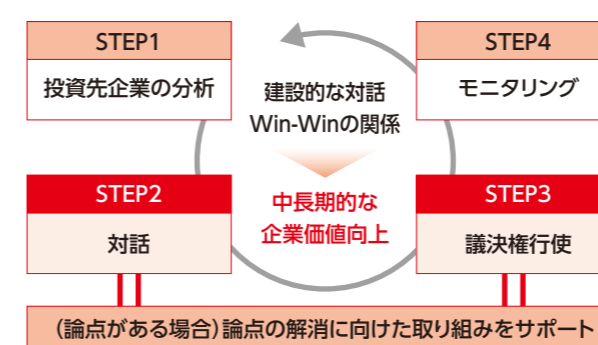 STEP1
投資先企業の分析
STEP4
モニタリング
建設的な対話
Win-Winの関係
中長期的な
企業価値向上
STEP2
対話
STEP3
議決権行使
(論点がある場合)論点の解消に向けた取り組みをサポート